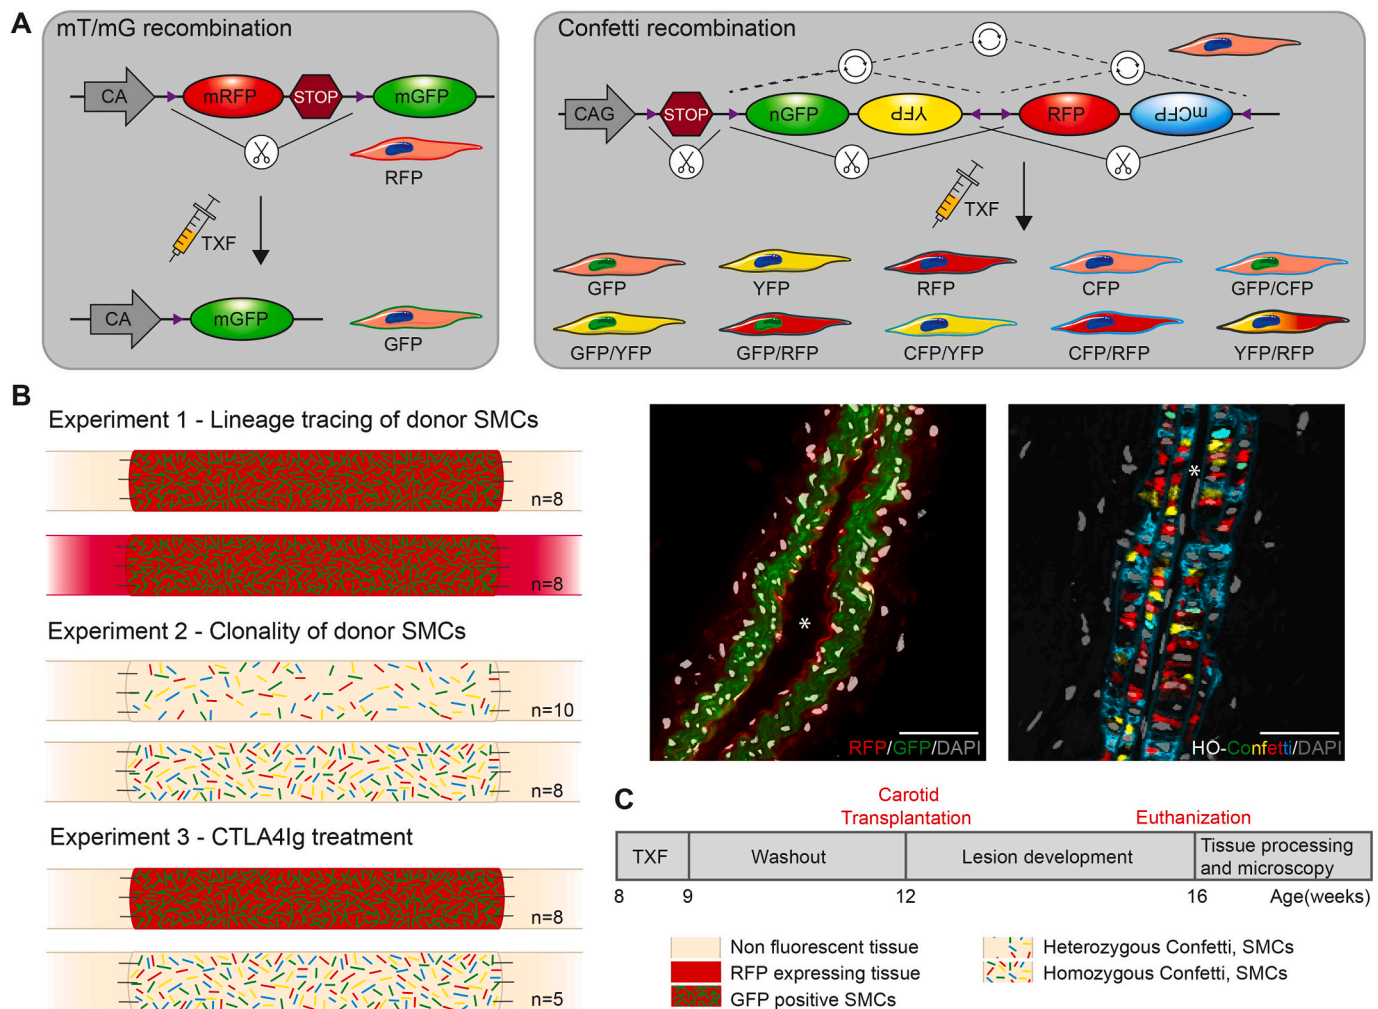 A
mT/mG recombination
CA
mRFP
STOP
mGFP
RFP
TXF
CA
mGFP
GFP
Confetti recombination
CAG
STOP
nGFP
YFP
RFP
mCFP
TXF
GFP
YFP
RFP
CFP
GFP/CFP
GFP/YFP
GFP/RFP
CFP/YFP
CFP/RFP
YFP/RFP
B
Experiment 1 - Lineage tracing of donor SMCs
n=8
n=8
Experiment 2 - Clonality of donor SMCs
n=10
n=8
Experiment 3 - CTLA4Ig treatment
n=8
n=5
*
RFP/GFP/DAPI
*
HO-Confetti/DAPI
C
Carotid
Transplantation
Euthanization
TXF
Washout
Lesion development
Tissue processing
and microscopy
8
9
12
16
Age(weeks)
Non fluorescent tissue
RFP expressing tissue
GFP positive SMCs
Heterozygous Confetti, SMCs
Homozygous Confetti, SMCs